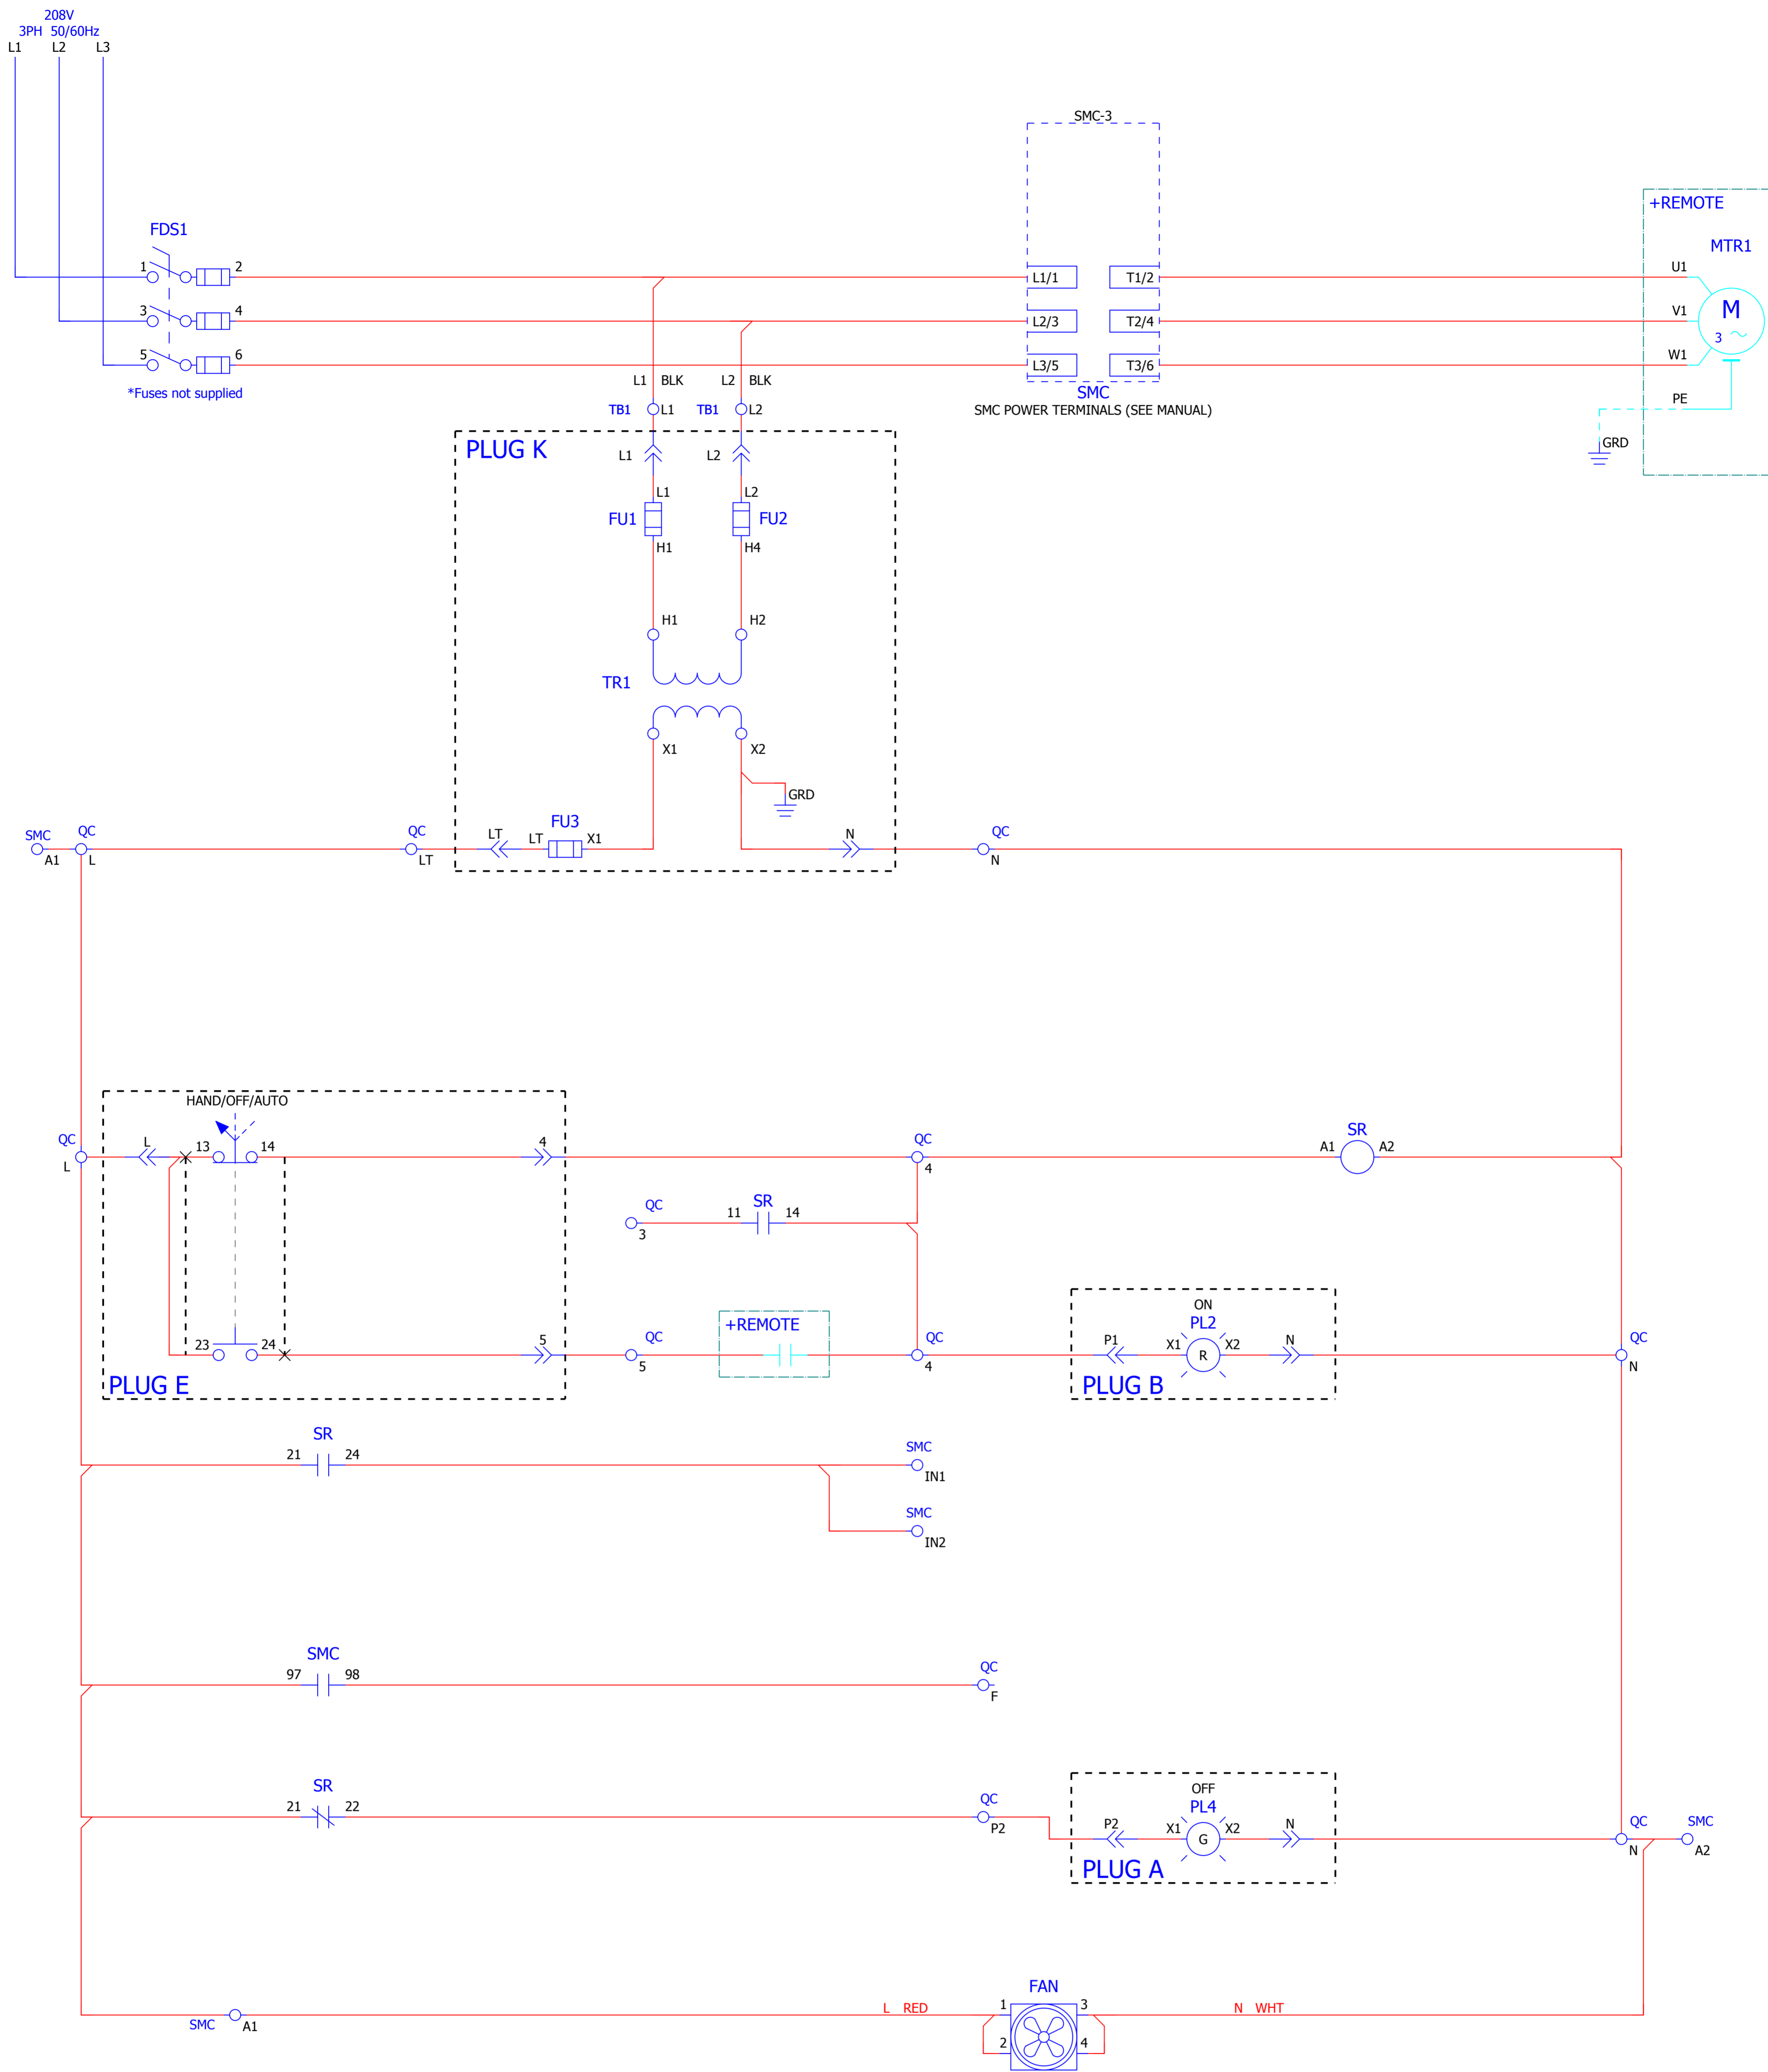 208V
3PH 50/60Hz
L1 L2 L3
SMC-3
+REMOTE
FDS1
MTR1
1 2 L1/1 T1/2 U1
M
3 4 L2/3 T2/4 V1
3
5 6 L3/5 T3/6 W1
L1 BLK L2 BLK
*Fuses not supplied
SMC
PE
TB1 L1 TB1 L2
SMC POWER TERMINALS (SEE MANUAL)
GRD
PLUG K
L1 L2
L1 L2
FU1 FU2
H1 H4
H1 H2
TR1
X1 X2
GRD
SMC QC QC FU3 QC
LT LT X1 N
A1 L LT N
HAND/OFF/AUTO
QC L 13 14 4 QC SR
A1 A2
L 4
QC SR
11 14
3
+REMOTE
ON
PL2
23 24 5 QC P1 X1 X2 N QC
R
5 4 N
PLUG E
PLUG B
SR
21 24 SMC
IN1
SMC
IN2
SMC
97 98 QC
F
SR
21 22 QC
P2
OFF
PL4
P2 X1 X2 N QC SMC
G
N A2
PLUG A
FAN
L RED 1 3 N WHT
SMC A1
2 4